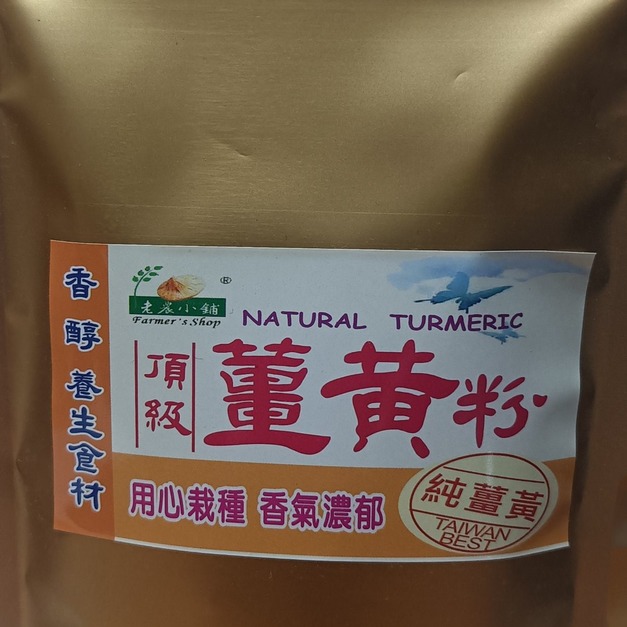 香醇 養生食材
老農小舖®
Farmer's Shop
NATURAL TURMERIC
頂級
薑黃粉
用心栽種 香氣濃郁
純薑黃
TAIWAN
BEST